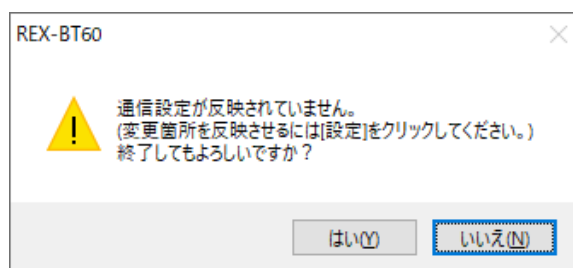 REX-BT60
通信設定が反映されていません。
(変更箇所を反映させるには[設定]をクリックしてください。)
終了してもよろしいですか？
はい(Y)
いいえ(N)